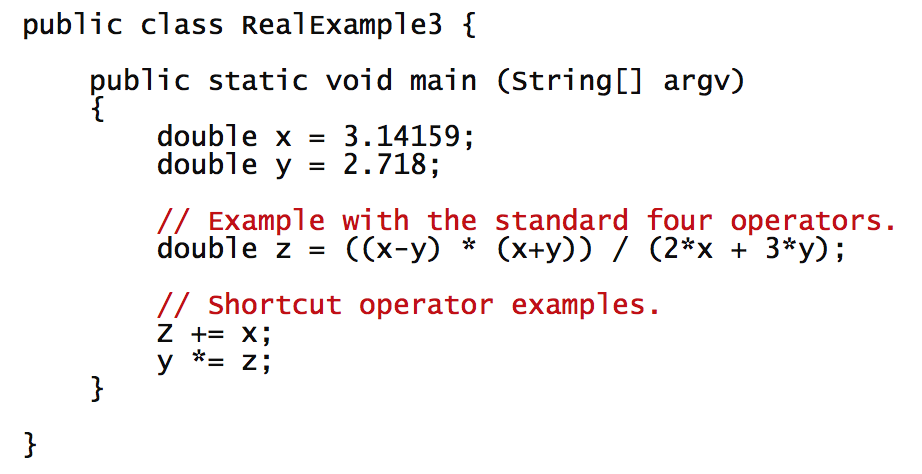 public class RealExample3 {
public static void main (String[] argv)
{
double x = 3.14159;
double y = 2.718;
// Example with the standard four operators.
double z = ((x-y) * (x+y)) / (2*x + 3*y);
// Shortcut operator examples.
z += x;
y *= z;
}
}